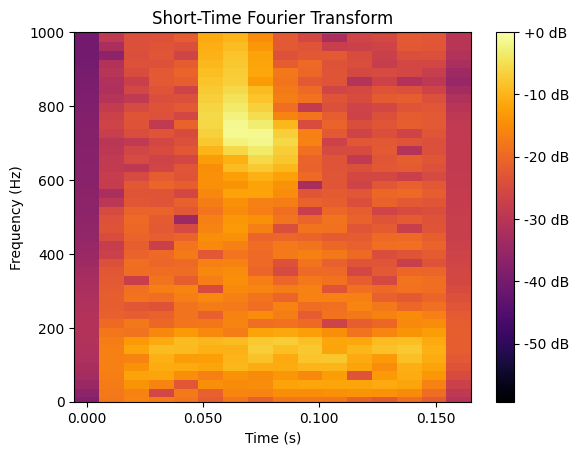 Short-Time Fourier Transform
Frequency (Hz)
1000
800
600
400
200
0
0.000
0.050
0.100
0.150
Time (s)
+0 dB
-10 dB
-20 dB
-30 dB
-40 dB
-50 dB